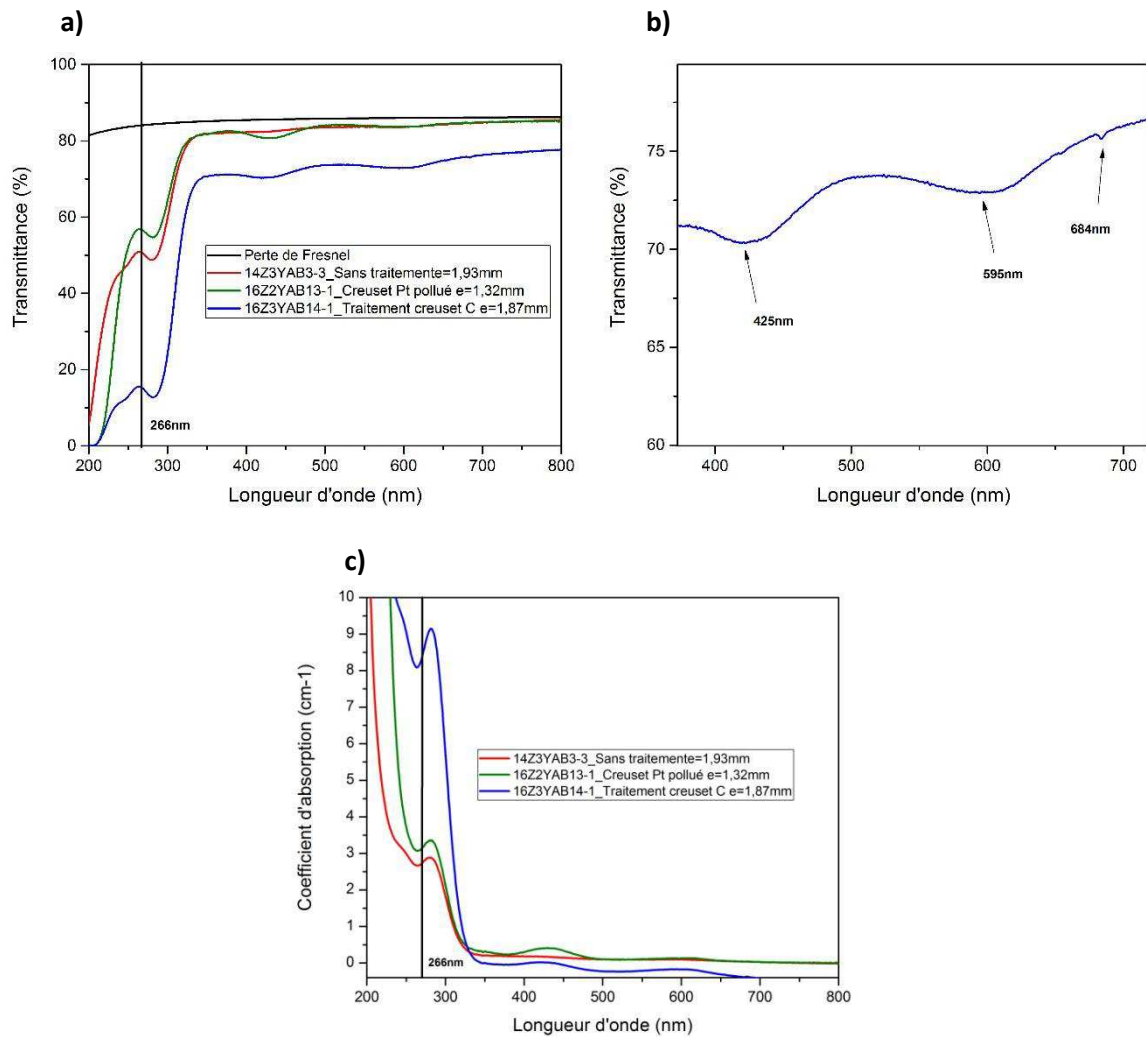 a)
100
80
60
40
20
0
Transmittance (%)
Perte de Fresnel
14Z3YAB3-3_Sans traitemente=1,93mm
16Z2YAB13-1_Creuset Pt pollué e=1,32mm
16Z3YAB14-1_Traitement creuset C e=1,87mm
266nm
200 300 400 500 600 700 800
Longueur d'onde (nm)
b)
75
70
65
60
Transmittance (%)
425nm
595nm
684nm
400 500 600 700
Longueur d'onde (nm)
c)
10
9
8
7
6
5
4
3
2
1
0
Coefficient d'absorption (cm-1)
14Z3YAB3-3_Sans traitemente=1,93mm
16Z2YAB13-1_Creuset Pt pollué e=1,32mm
16Z3YAB14-1_Traitement creuset C e=1,87mm
266nm
200 300 400 500 600 700 800
Longueur d'onde (nm)